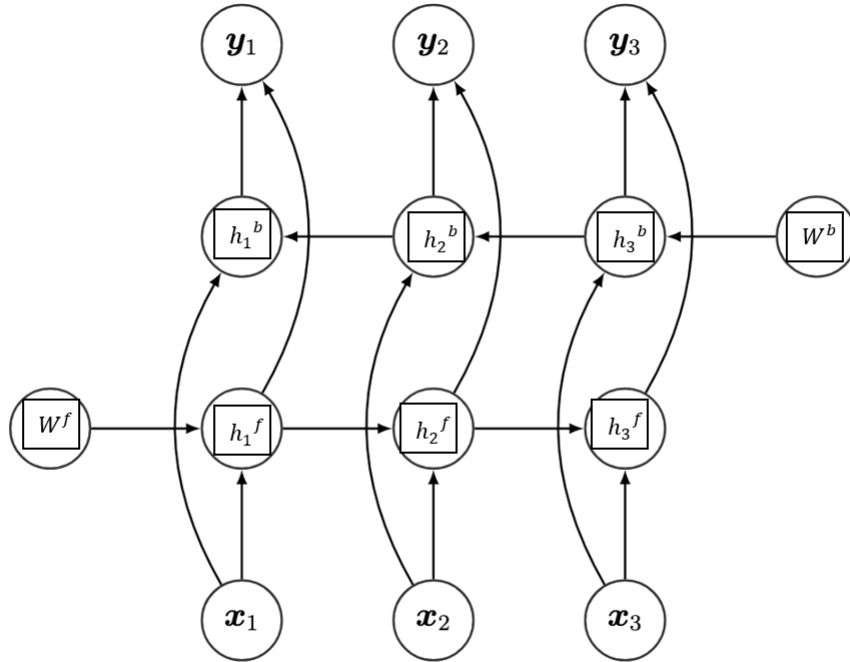 y₁ y₂ y₃
h₁ᵇ h₂ᵇ h₃ᵇ Wᵇ
Wᶠ h₁ᶠ h₂ᶠ h₃ᶠ
x₁ x₂ x₃